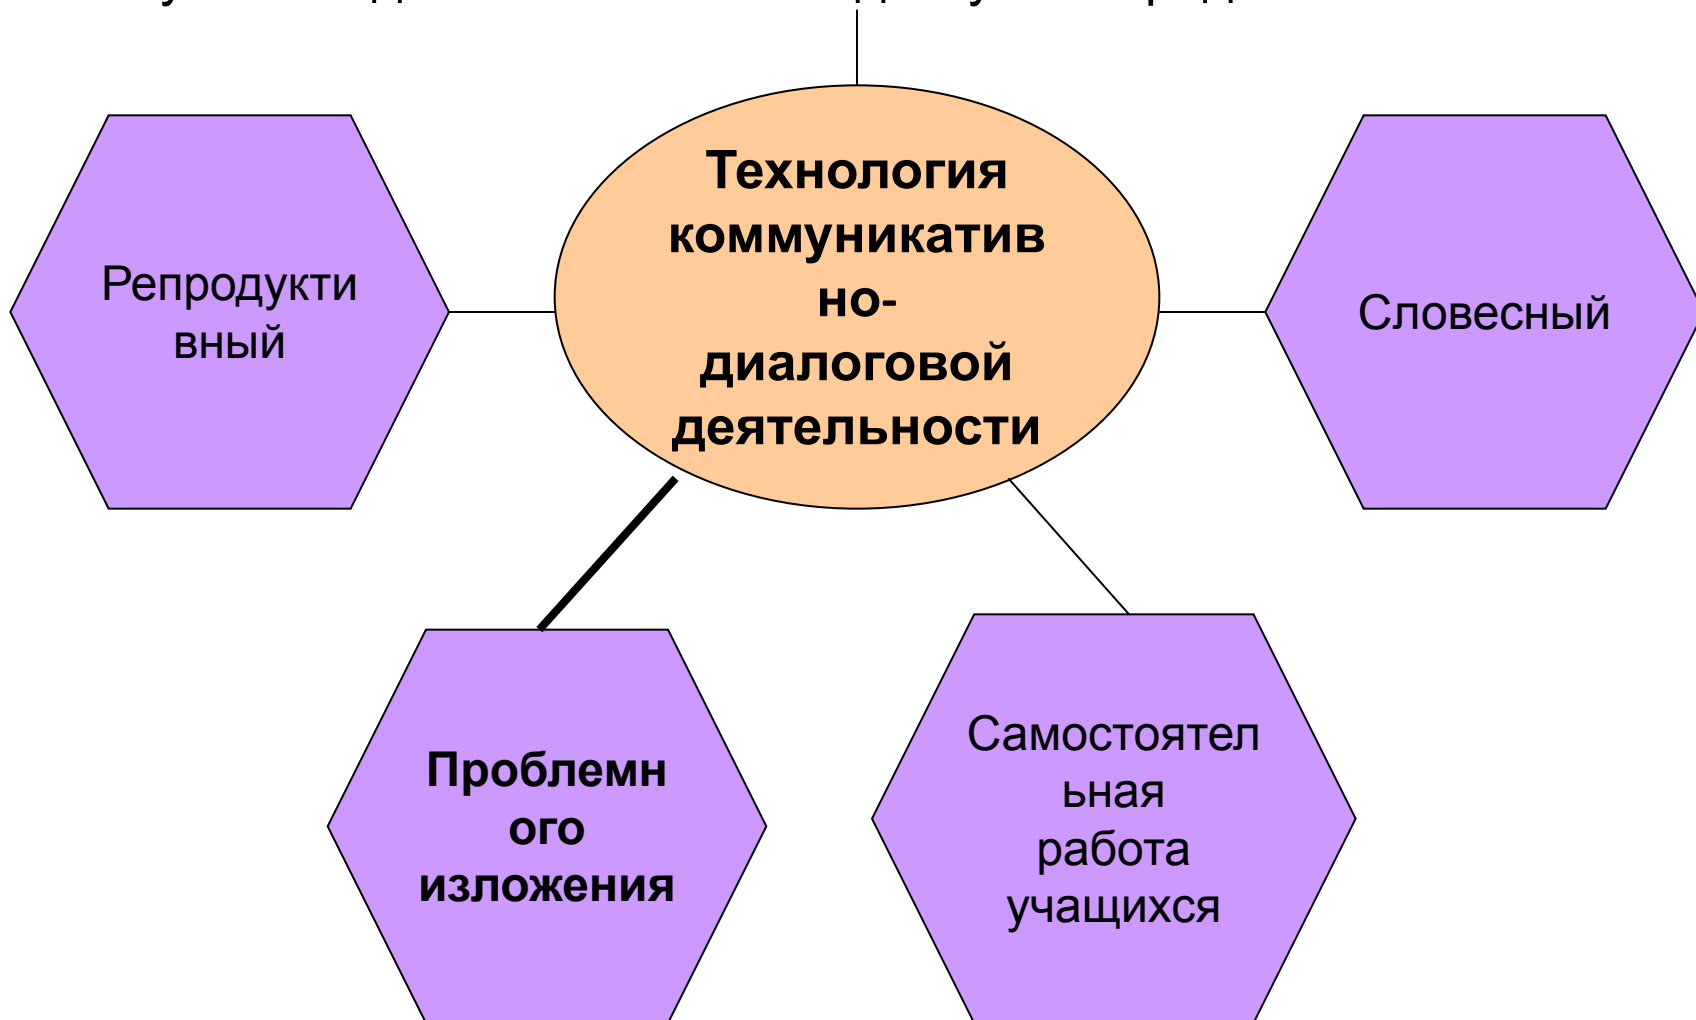 Технология
коммуникатив
но-
диалоговой
деятельности
Репродукти
вный
Словесный
Проблемн
ого
изложения
Самостоятел
ьная
работа
учащихся